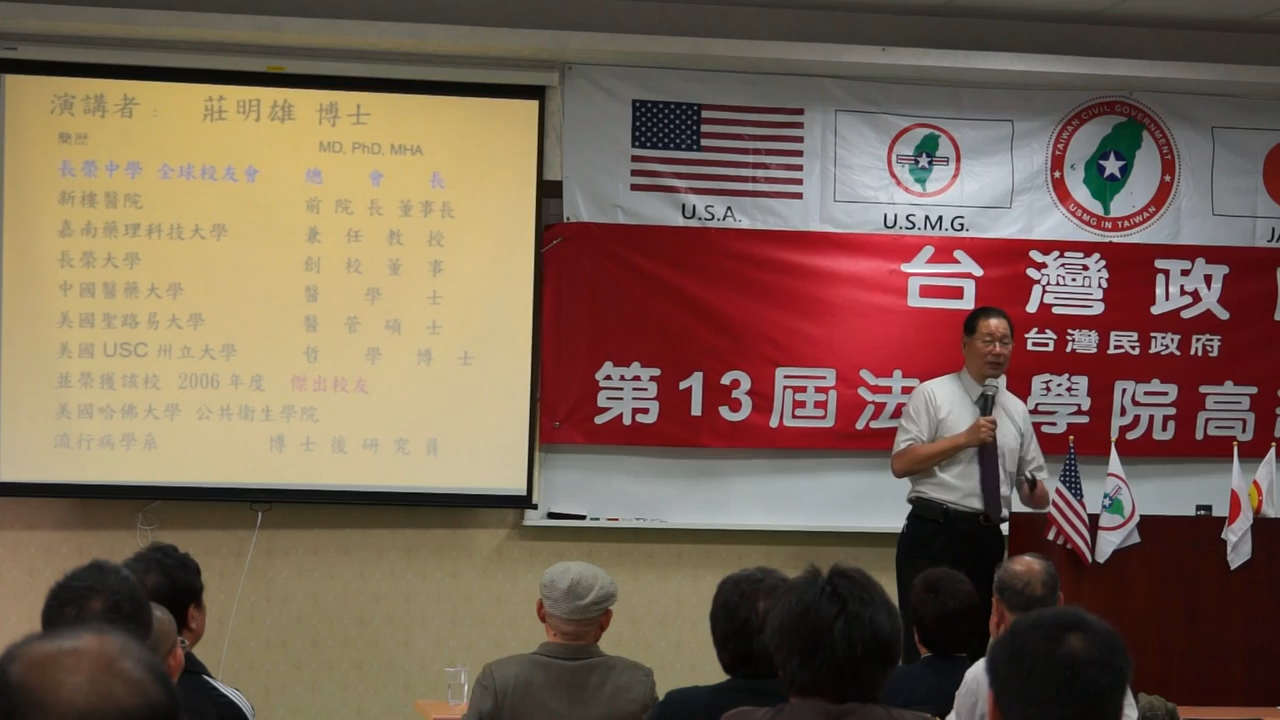 演講者： 莊明雄 博士
簡歷 MD, PhD, MHA
長榮中學 全球校友會 總 會 長
新樓醫院 前 院 長 董事長
嘉南藥理科技大學 兼 任 教 授
長榮大學 創 校 董 事
中國醫藥大學 醫 學 士
美國聖路易大學 醫 管 碩 士
美國 USC 州立大學 哲 學 博 士
並榮獲該校 2006 年度 傑出校友
美國哈佛大學 公共衛生學院
流行病學系 博 士 後 研 究 員
U.S.A.
U.S.M.G.
TAIWAN CIVIL GOVERNMENT
USMG IN TAIWAN
JA
台灣政
台灣民政府
第13屆法 學院高